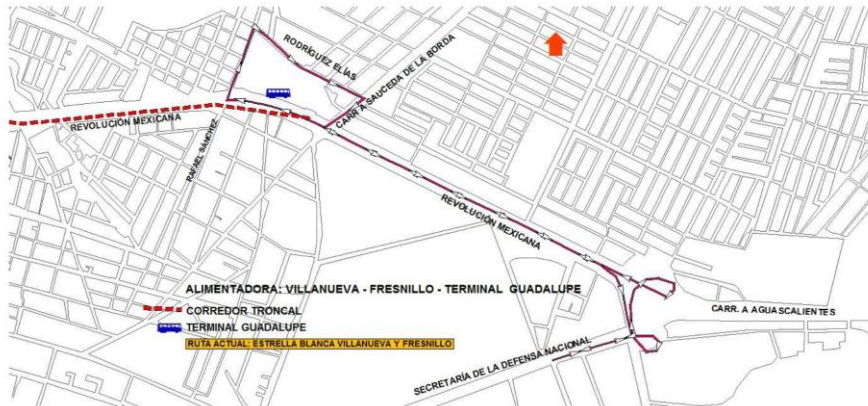 RODRÍGUEZ ELÍAS
CARR A SAUCEDA DE LA BORDA
REVOLUCIÓN MEXICANA
RAFAEL SÁNCHEZ
REVOLUCIÓN MEXICANA
ALIMENTADORA: VILLANUEVA - FRESNILLO - TERMINAL GUADALUPE
CORREDOR TRONCAL
TERMINAL GUADALUPE
RUTA ACTUAL: ESTRELLA BLANCA VILLANUEVA Y FRESNILLO
CARR. A AGUASCALIENTES
SECRETARÍA DE LA DEFENSA NACIONAL